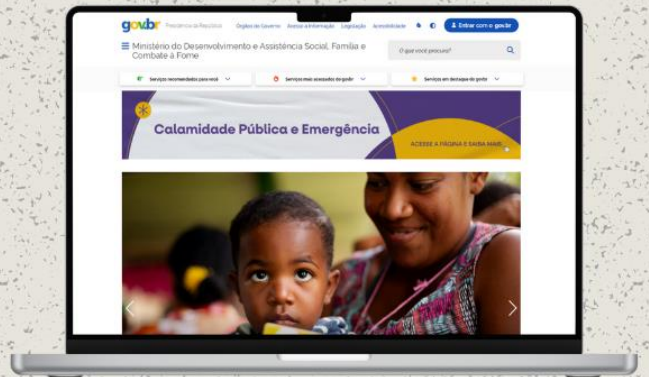 gov.br Presidência da República Órgãos do Governo Acesso à Informação Legislação Acessibilidade Entrar com o gov.br
Ministério do Desenvolvimento e Assistência Social, Família e
Combate à Fome
O que você procura?
Serviços recomendados para você Serviços mais acessados do gov.br Serviços em destaque do gov.br
Calamidade Pública e Emergência
ACESSE A PÁGINA E SAIBA MAIS